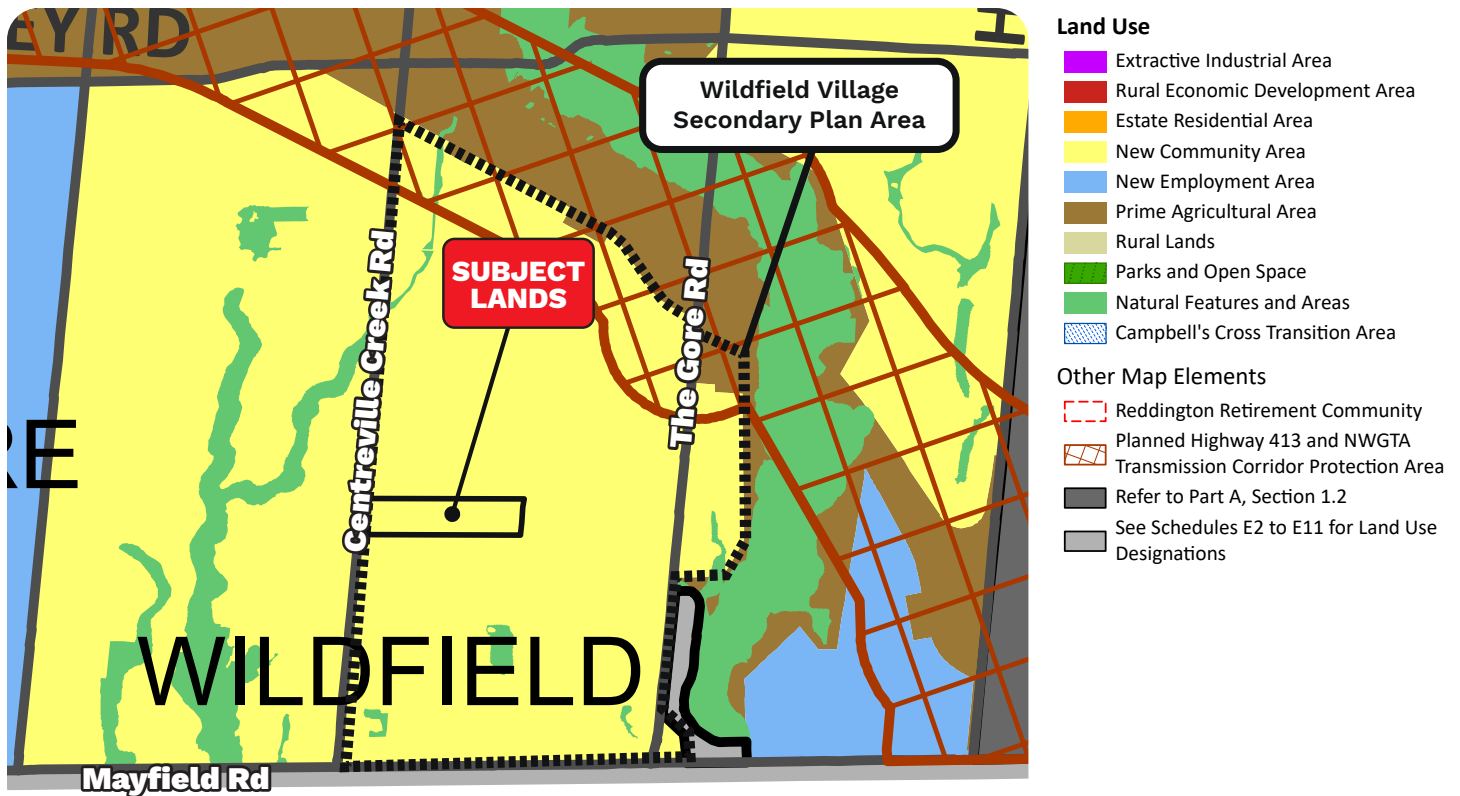 EY RD
H
Wildfield Village
Secondary Plan Area
SUBJECT
LANDS
Centreville Creek Rd
The Gore Rd
RE
WILDFIELD
Mayfield Rd
Land Use
Extractive Industrial Area
Rural Economic Development Area
Estate Residential Area
New Community Area
New Employment Area
Prime Agricultural Area
Rural Lands
Parks and Open Space
Natural Features and Areas
Campbell's Cross Transition Area
Other Map Elements
Reddington Retirement Community
Planned Highway 413 and NWGTA
Transmission Corridor Protection Area
Refer to Part A, Section 1.2
See Schedules E2 to E11 for Land Use
Designations